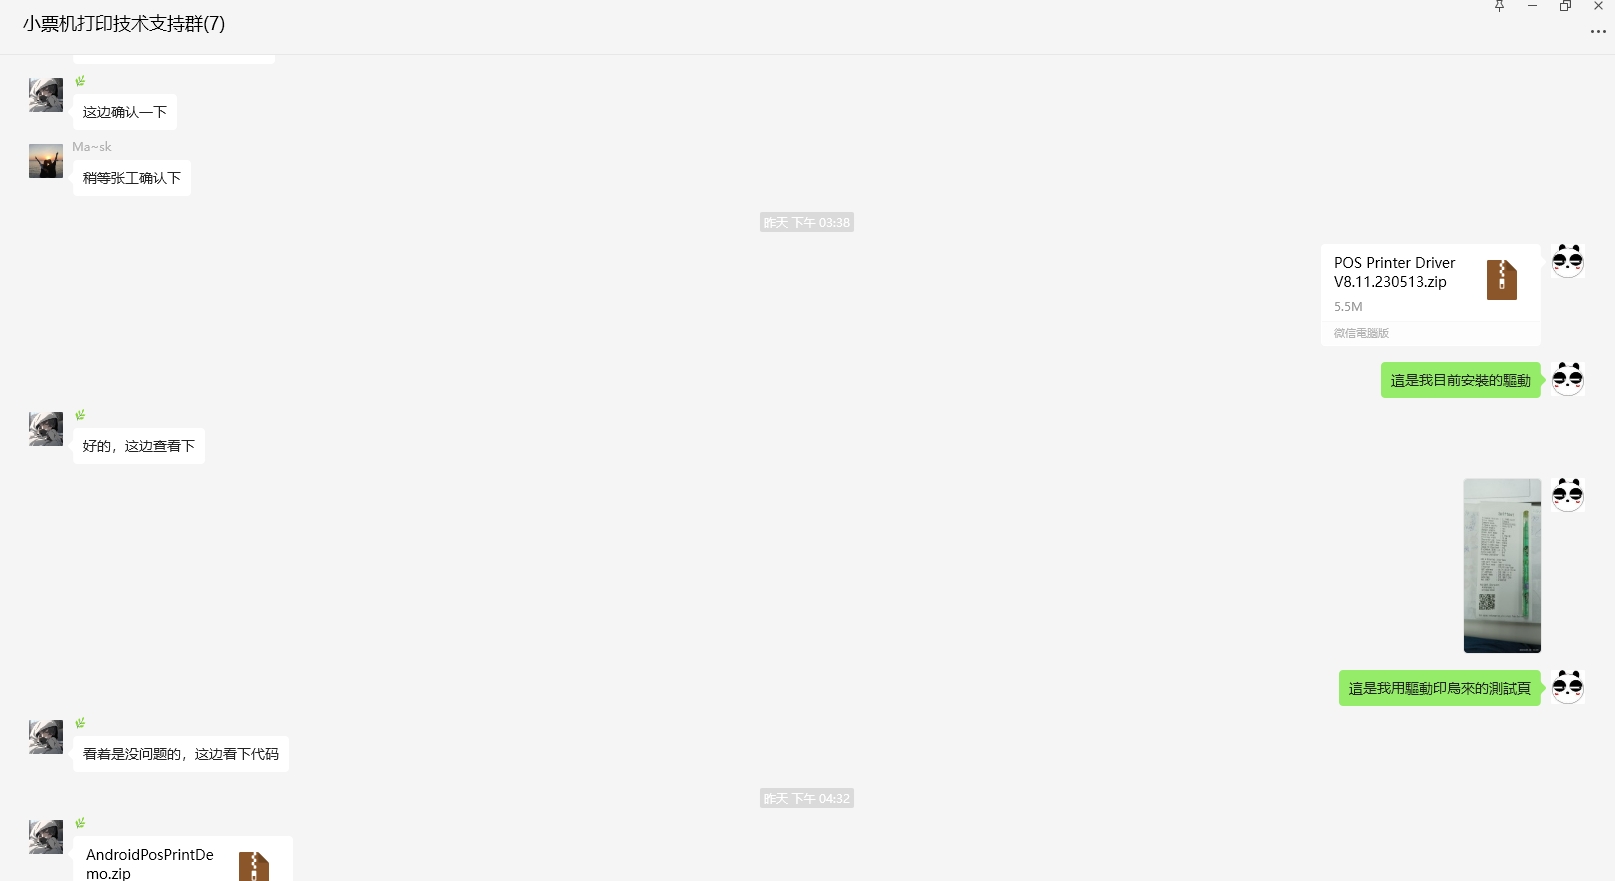 小票机打印技术支持群(7)
这边确认一下
Ma~sk
稍等张工确认下
昨天 下午 03:38
POS Printer Driver
V8.11.230513.zip
5.5M
微信電腦版
這是我目前安裝的驅動
好的，这边查看下
這是我用驅動印烏來的測試頁
看着是没问题的，这边看下代码
昨天 下午 04:32
AndroidPosPrintDe
mo.zip